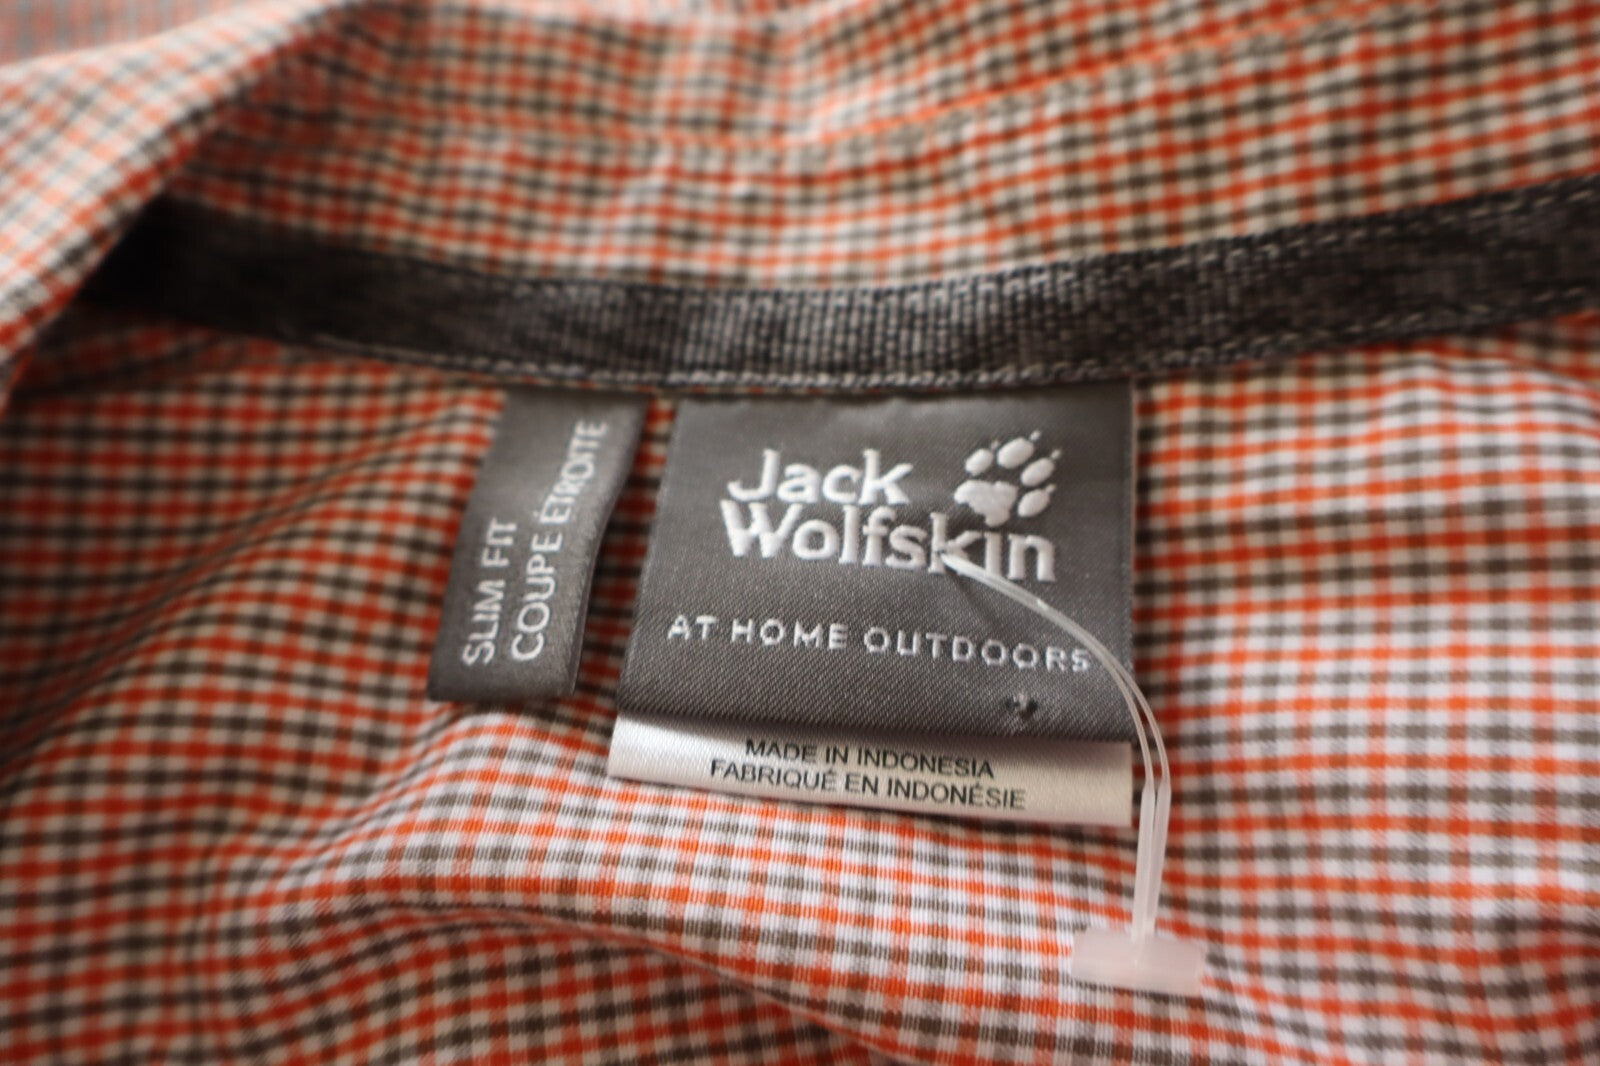 SLIM FIT
COUPE ÉTROITE
Jack
Wolfskin
AT HOME OUTDOORS
MADE IN INDONESIA
FABRIQUÉ EN INDONÉSIE